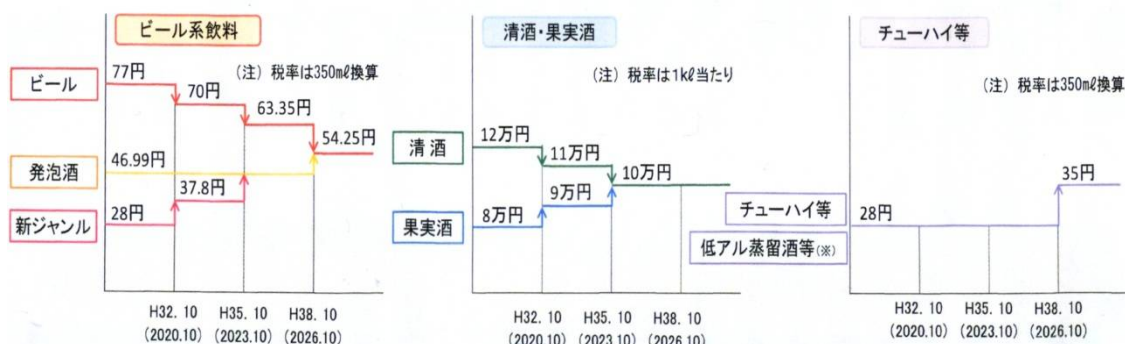 ビール系飲料
(注) 税率は350mℓ換算
ビール
77円
70円
63.35円
54.25円
発泡酒
46.99円
37.8円
新ジャンル
28円
H32. 10 H35. 10 H38. 10
(2020.10) (2023.10) (2026.10)
清酒・果実酒
(注) 税率は1kℓ当たり
清酒
12万円
11万円
10万円
9万円
果実酒
8万円
H32. 10 H35. 10 H38. 10
(2020.10) (2023.10) (2026.10)
チューハイ等
(注) 税率は350mℓ換算
35円
チューハイ等
28円
低アル蒸留酒等(※)
H32. 10 H35. 10 H38. 10
(2020.10) (2023.10) (2026.10)